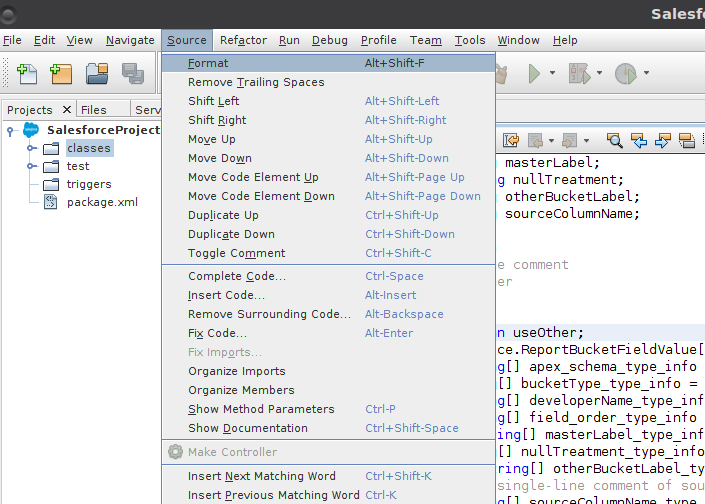 Salesf
File Edit View Navigate Source Refactor Run Debug Profile Team Tools Window Help
Projects Files Serv
SalesforceProject
classes
test
triggers
package.xml
Format Alt+Shift-F
Remove Trailing Spaces
Shift Left Alt+Shift-Left
Shift Right Alt+Shift-Right
Move Up Alt+Shift-Up
Move Down Alt+Shift-Down
Move Code Element Up Alt+Shift-Page Up
Move Code Element Down Alt+Shift-Page Down
Duplicate Up Ctrl+Shift-Up
Duplicate Down Ctrl+Shift-Down
Toggle Comment Ctrl+Shift-C
Complete Code... Ctrl-Space
Insert Code... Alt-Insert
Remove Surrounding Code... Alt-Backspace
Fix Code... Alt-Enter
Fix Imports...
Organize Imports
Organize Members
Show Method Parameters Ctrl-P
Show Documentation Ctrl+Shift-Space
Make Controller
Insert Next Matching Word Ctrl+Shift-K
Insert Previous Matching Word Ctrl-K
masterLabel;
g nullTreatment;
otherBucketLabel;
sourceColumnName;
e comment
er
n useOther;
ce.ReportBucketFieldValue[
g[] apex_schema_type_info
[] bucketType_type_info =
g[] developerName_type_inf
g[] field_order_type_info
ing[] masterLabel_type_inf
[] nullTreatment_type_info
ring[] otherBucketLabel_ty
single-line comment of sou
g[] sourceColumnName_type